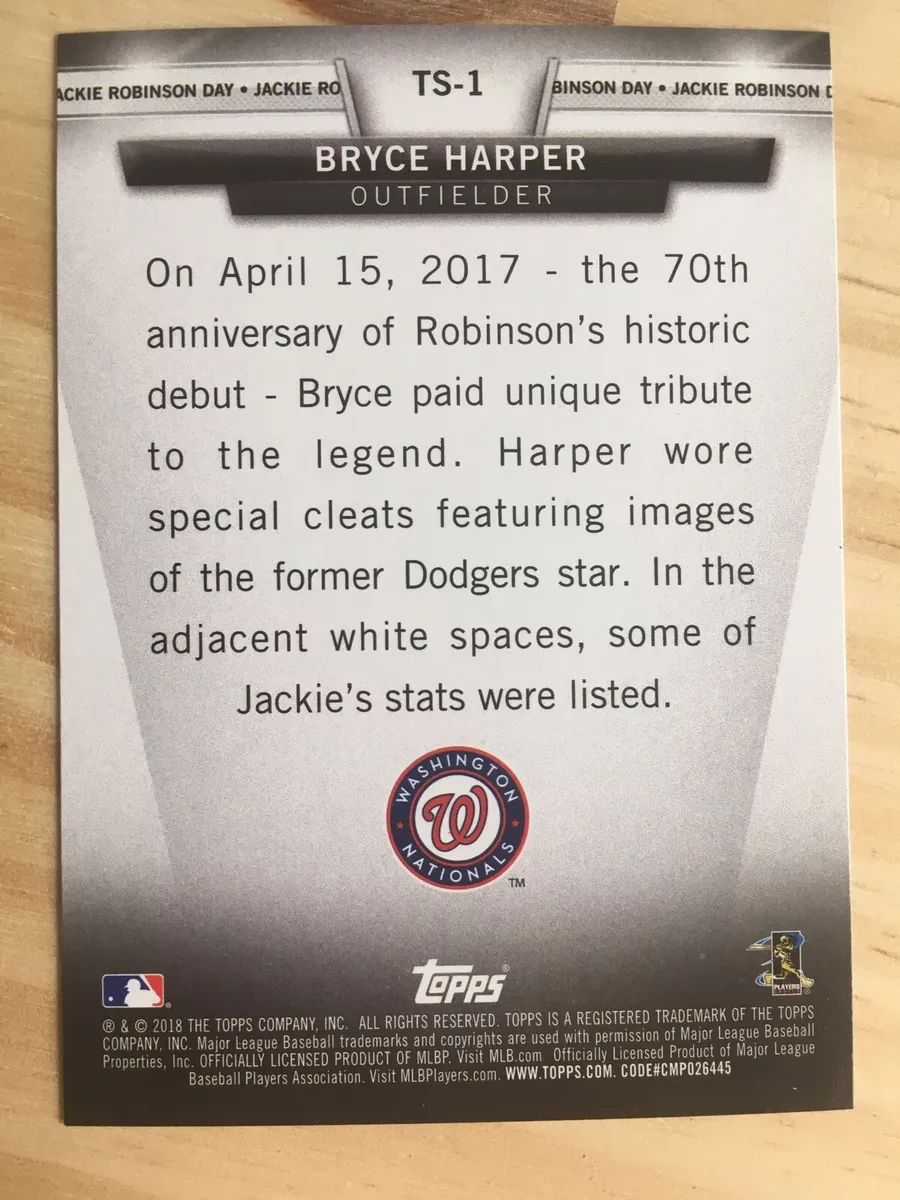 ACKIE ROBINSON DAY • JACKIE RO
TS-1
BINSON DAY • JACKIE ROBINSON D
BRYCE HARPER
OUTFIELDER
On April 15, 2017 - the 70th
anniversary of Robinson's historic
debut - Bryce paid unique tribute
to the legend. Harper wore
special cleats featuring images
of the former Dodgers star. In the
adjacent white spaces, some of
Jackie's stats were listed.
WASHINGTON
W
NATIONALS
TM
topps®
PLAYERS
® & © 2018 THE TOPPS COMPANY, INC. ALL RIGHTS RESERVED. TOPPS IS A REGISTERED TRADEMARK OF THE TOPPS
COMPANY, INC. Major League Baseball trademarks and copyrights are used with permission of Major League Baseball
Properties, Inc. OFFICIALLY LICENSED PRODUCT OF MLBP. Visit MLB.com Officially Licensed Product of Major League
Baseball Players Association. Visit MLBPlayers.com. WWW.TOPPS.COM. CODE#CMP026445